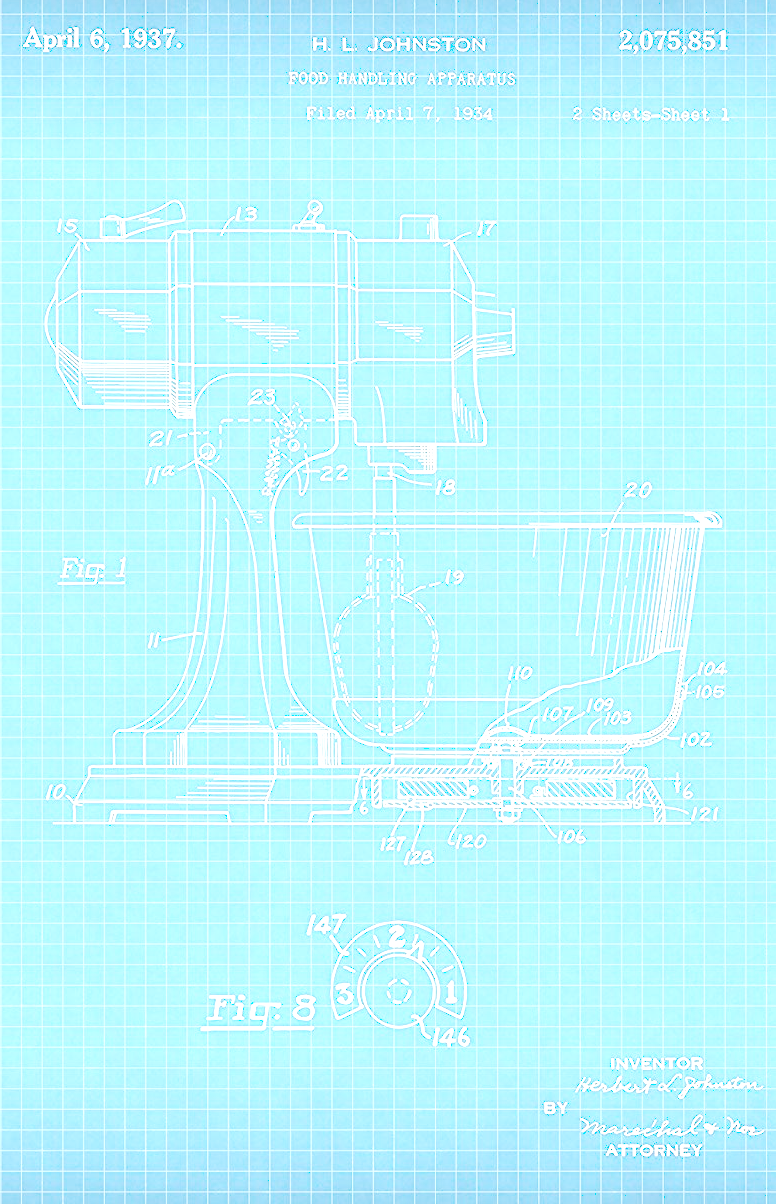 April 6, 1937.
H. L. JOHNSTON
2,075,851
FOOD HANDLING APPARATUS
Filed April 7, 1934
2 Sheets-Sheet 1
15
13
17
23
21
11a
22
18
20
Fig. 1
19
11
110
104
105
109
107
103
102
108
10
6
6
121
127
128
120
106
147
2
3
1
Fig. 8
146
INVENTOR
Herbert L. Johnston
BY
Marechal &
ATTORNEY